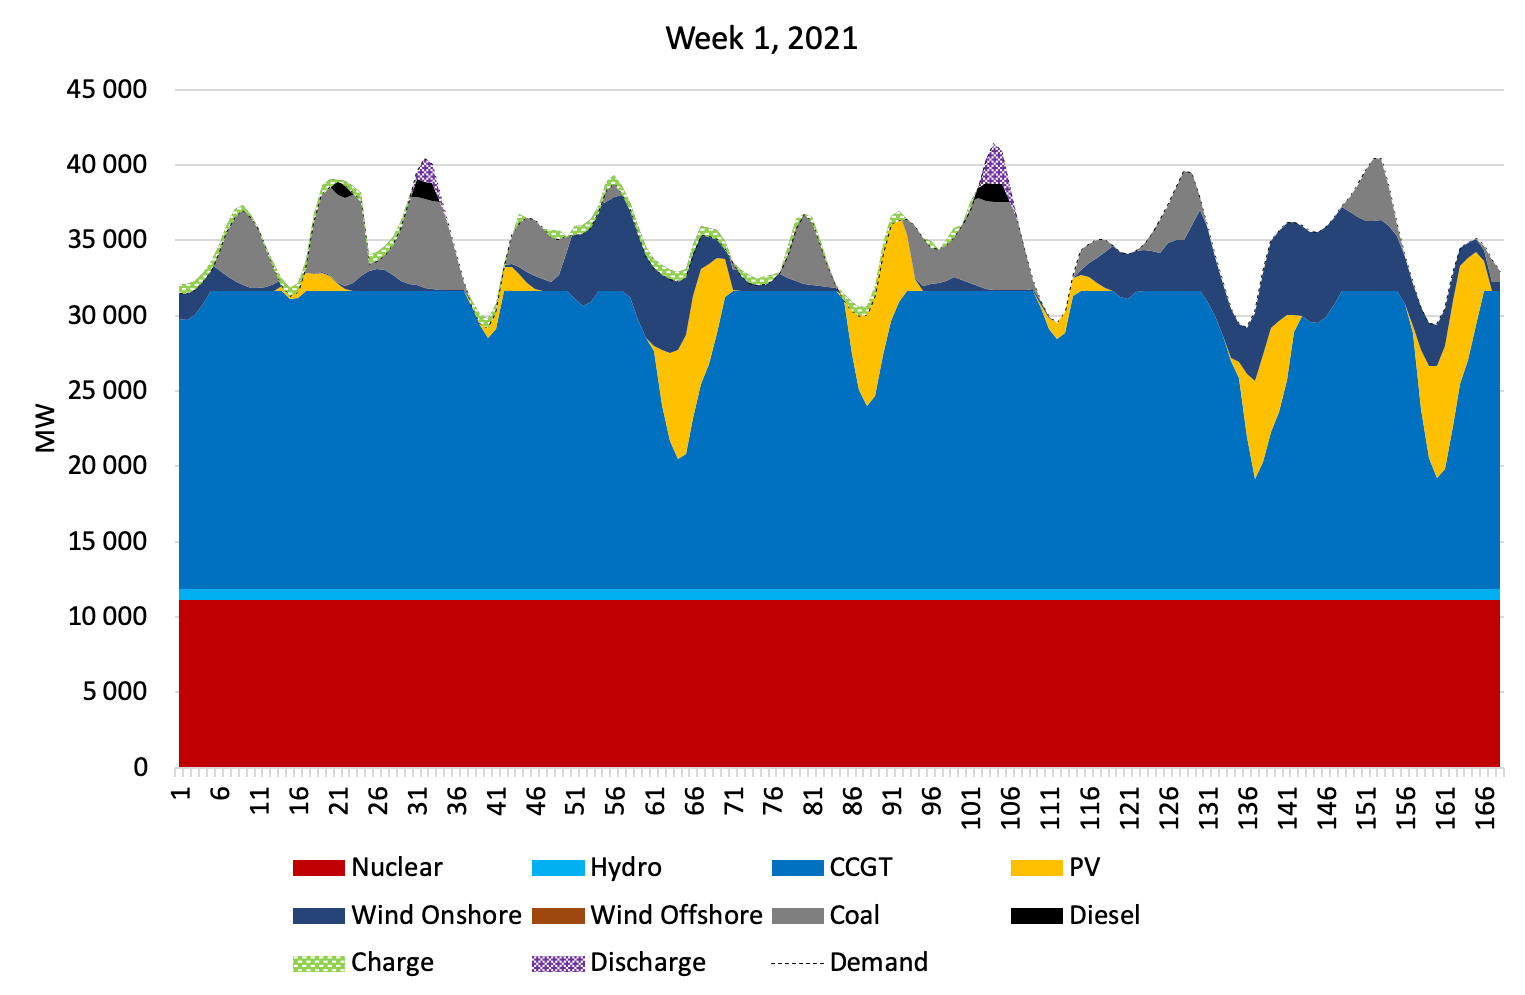 Week 1, 2021
45 000
40 000
35 000
30 000
25 000
20 000
15 000
10 000
5 000
0
MW
1 6 11 16 21 26 31 36 41 46 51 56 61 66 71 76 81 86 91 96 101 106 111 116 121 126 131 136 141 146 151 156 161 166
Nuclear Hydro CCGT PV
Wind Onshore Wind Offshore Coal Diesel
Charge Discharge Demand